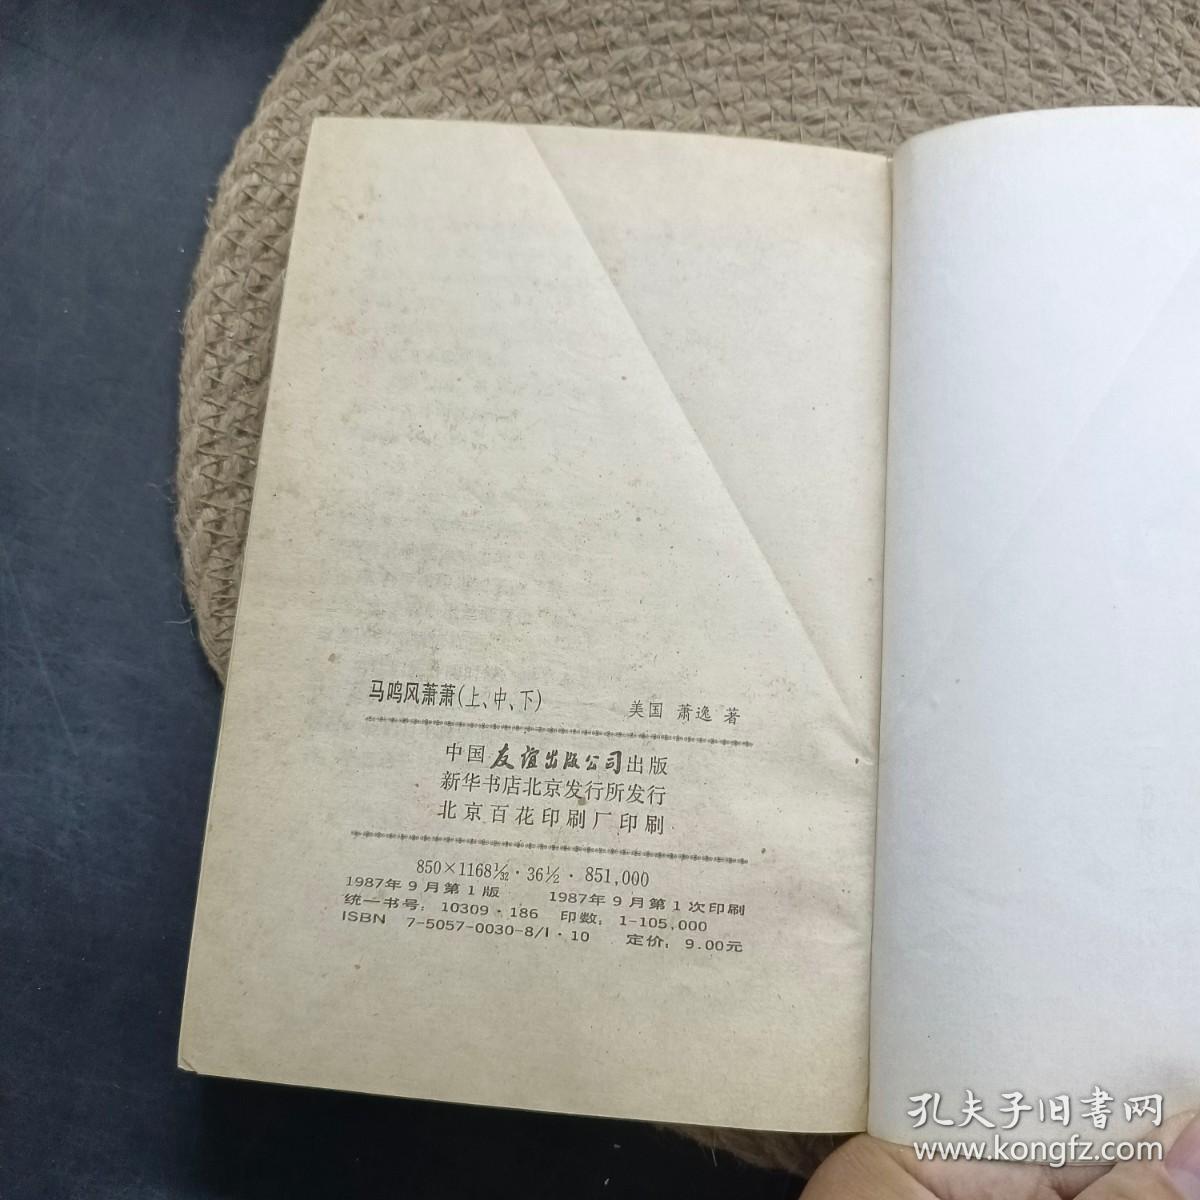 马鸣风萧萧(上、中、下) 美国 萧逸 著
中国友谊出版公司出版
新华书店北京发行所发行
北京百花印刷厂印刷
850×1168 1/32·36 1/2·851,000
1987年9月第1版 1987年9月第1次印刷
统一书号:10309·186 印数:1-105,000
ISBN 7-5057-0030-8/I·10 定价:9.00元
孔夫子旧书网
www.kongfz.com